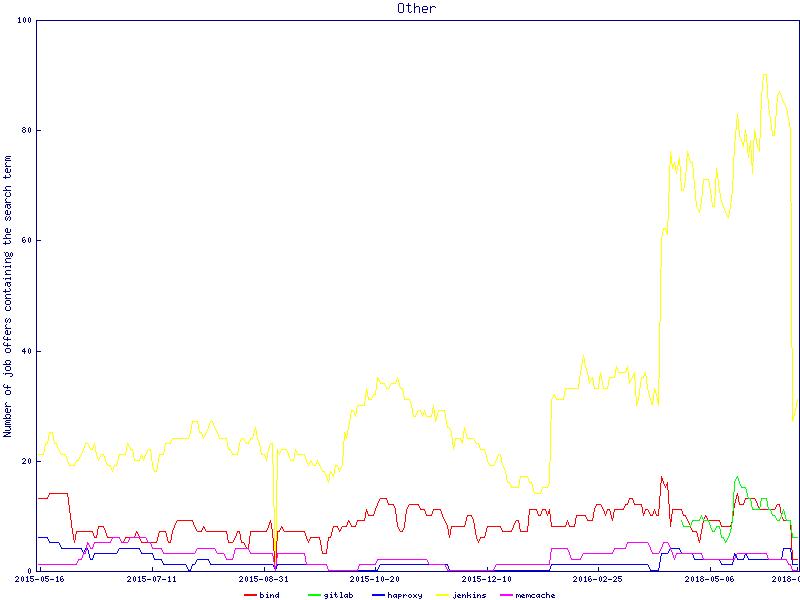 Other
Number of job offers containing the search term
100
80
60
40
20
0
2015-05-16 2015-07-11 2015-08-31 2015-10-20 2015-12-10 2016-02-25 2018-05-06 2018-0
bind gitlab haproxy jenkins memcache